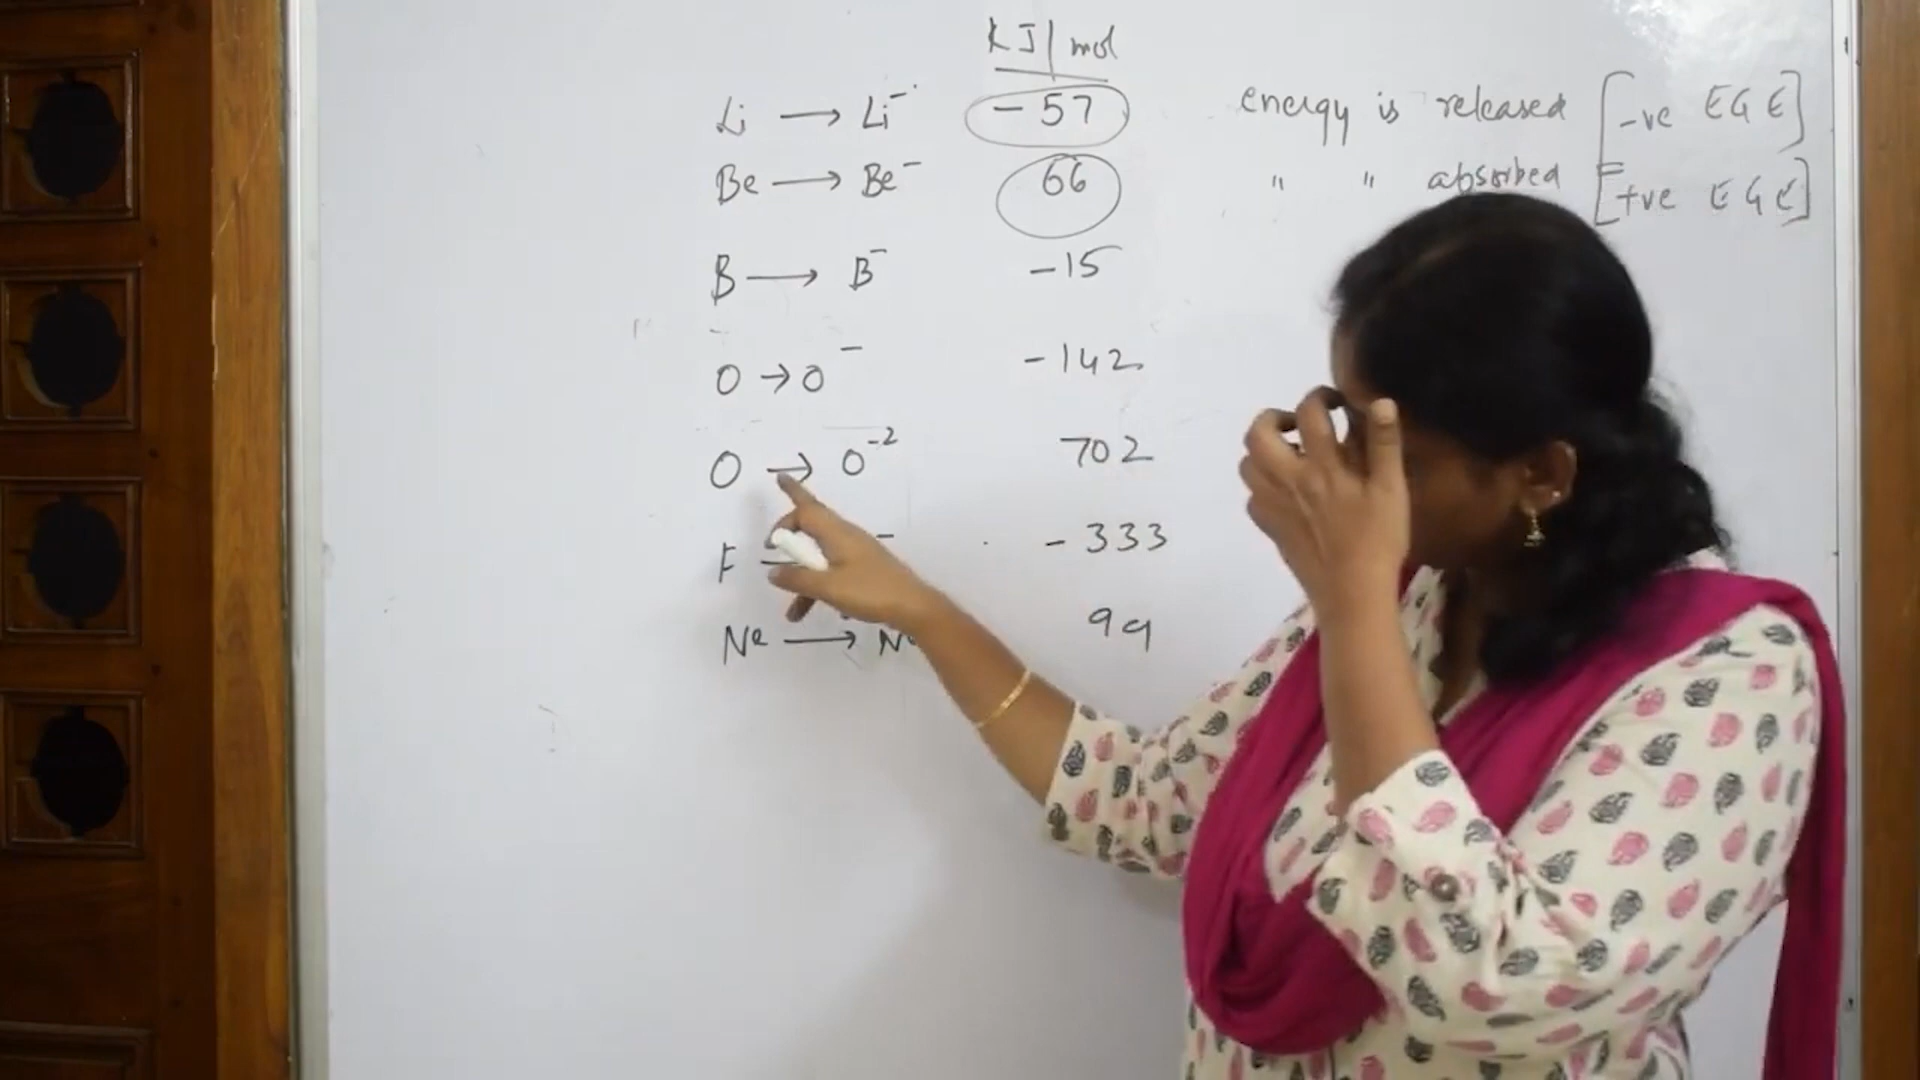 KJ/mol
Li → Li⁻ -57 energy is released [-ve EGE]
Be → Be⁻ 66 " " absorbed [+ve EGE]
B → B⁻ -15
O → O⁻ -142
O → O⁻² 702
F - -333
Ne → Ne 99